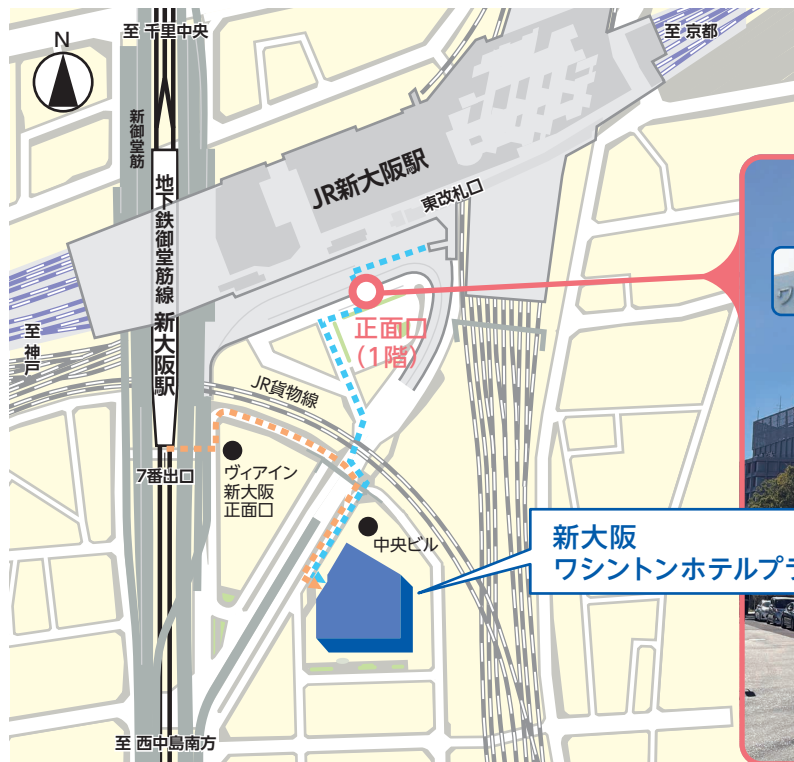 至 千里中央
至 京都
N
新御堂筋
地下鉄御堂筋線 新大阪駅
JR新大阪駅
東改札口
正面口
(1階)
至 神戸
JR貨物線
7番出口
ヴィアイン
新大阪
正面口
中央ビル
新大阪
ワシントンホテルプラ
至 西中島南方